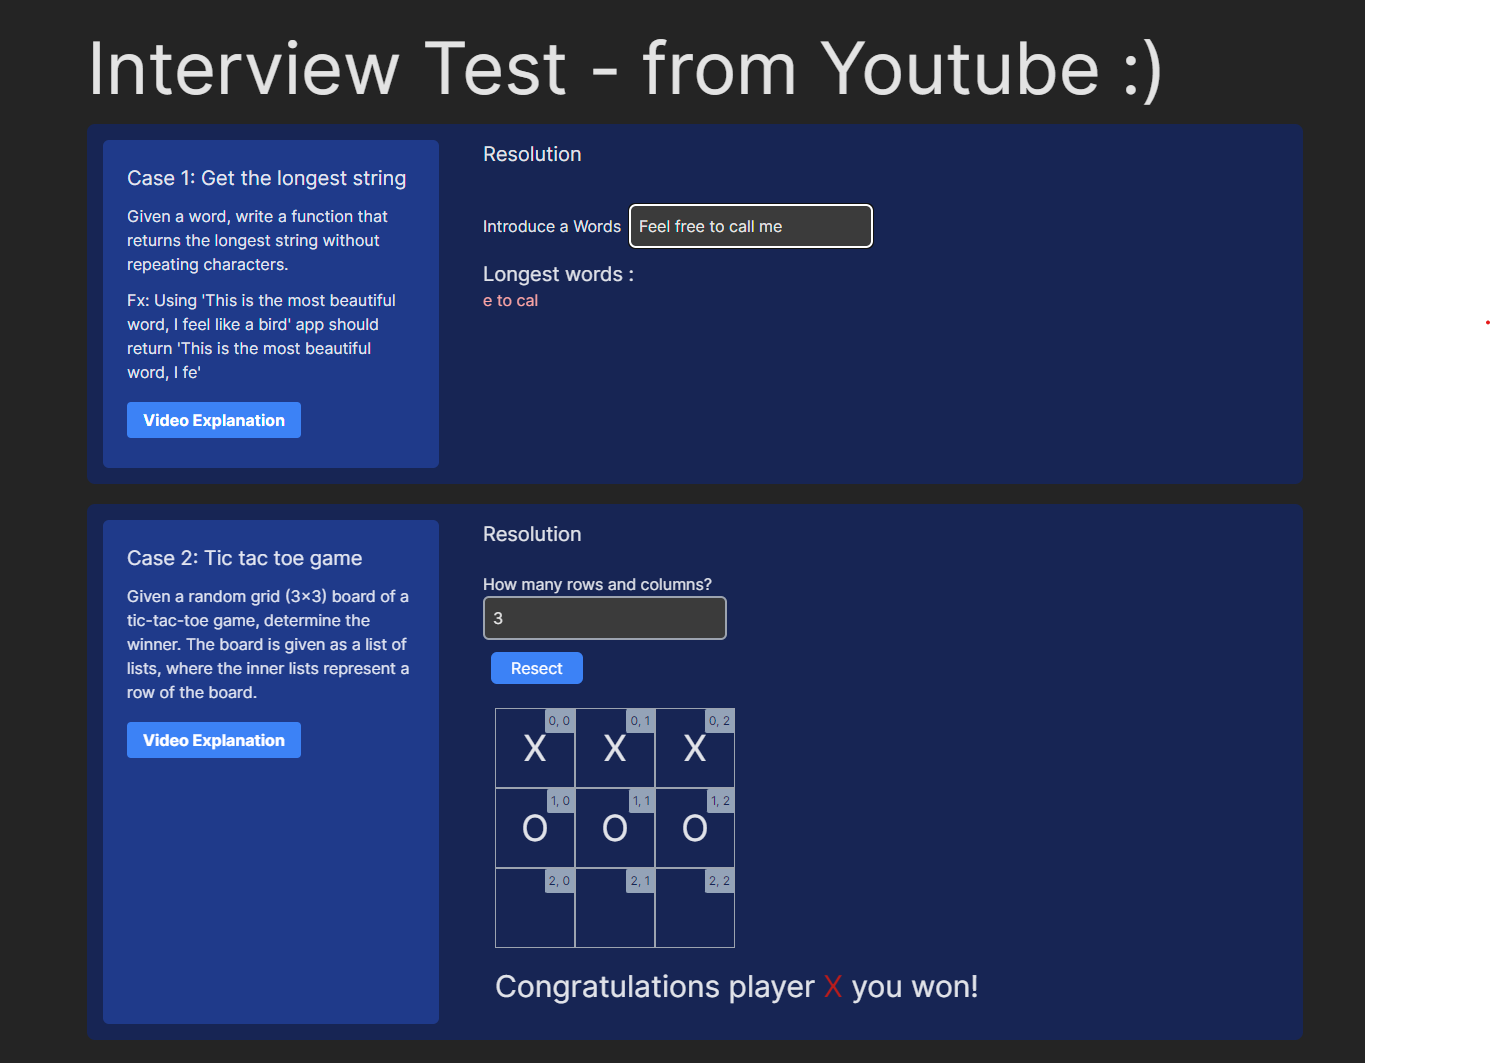 Interview Test - from Youtube :)
Case 1: Get the longest string
Given a word, write a function that
returns the longest string without
repeating characters.
Fx: Using 'This is the most beautiful
word, I feel like a bird' app should
return 'This is the most beautiful
word, I fe'
Video Explanation
Resolution
Introduce a Words Feel free to call me
Longest words :
e to cal
Case 2: Tic tac toe game
Given a random grid (3×3) board of a
tic-tac-toe game, determine the
winner. The board is given as a list of
lists, where the inner lists represent a
row of the board.
Video Explanation
Resolution
How many rows and columns?
3
Resect
0, 0 0, 1 0, 2
X X X
1, 0 1, 1 1, 2
O O O
2, 0 2, 1 2, 2
Congratulations player X you won!